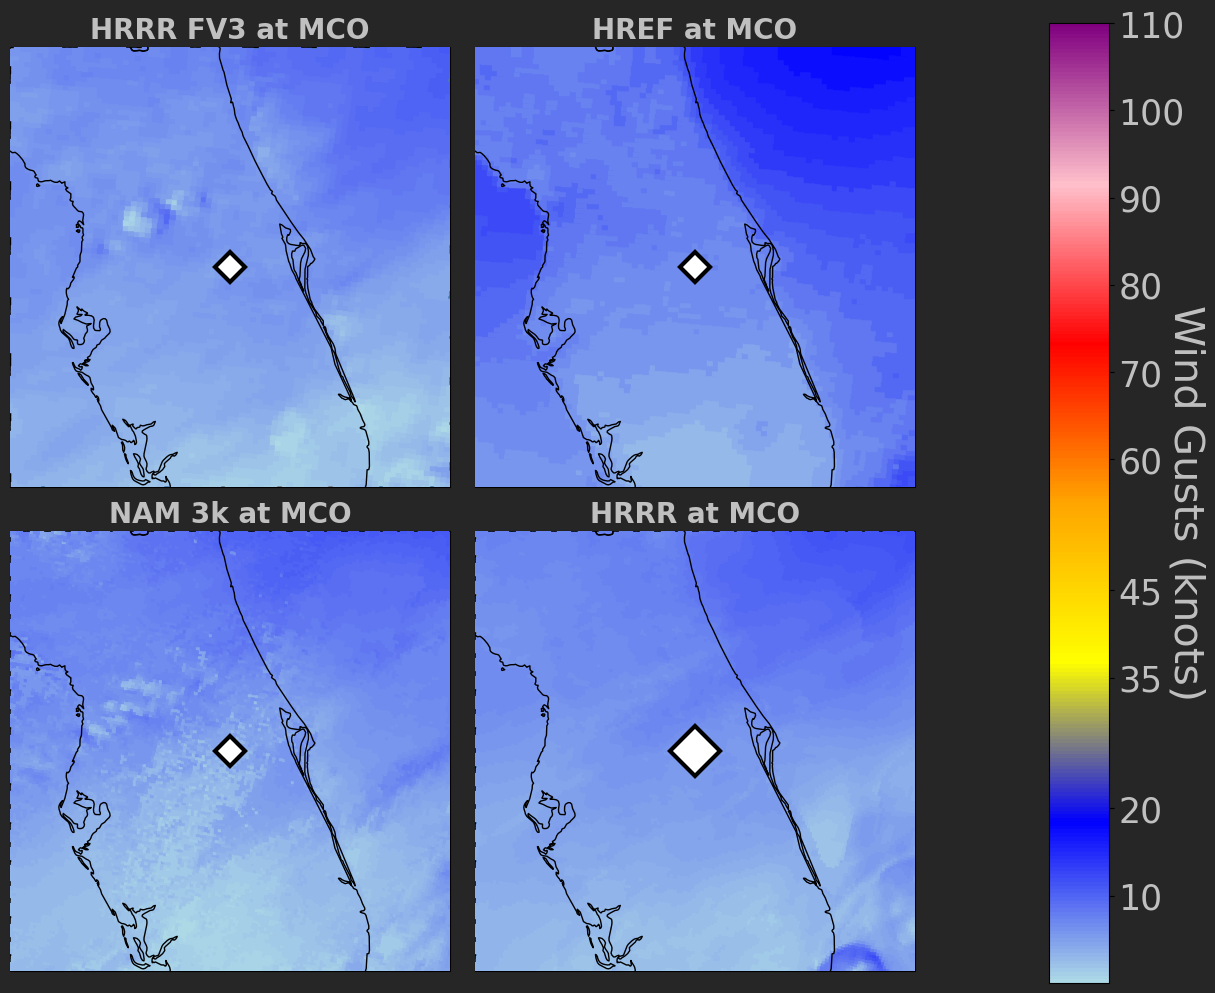 HRRR FV3 at MCO
HREF at MCO
NAM 3k at MCO
HRRR at MCO
110
100
90
80
70
60
45
35
20
10
Wind Gusts (knots)